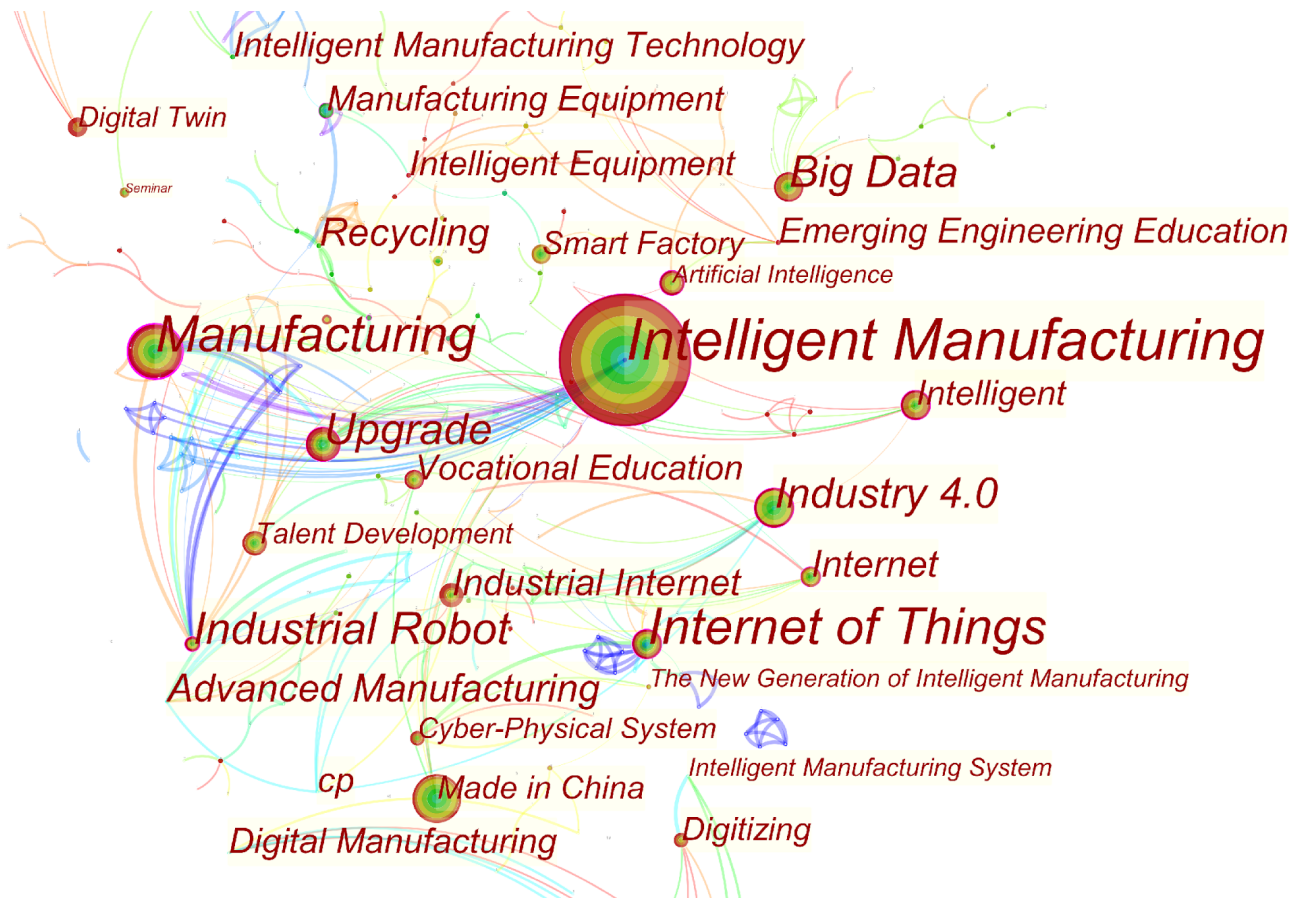 Intelligent Manufacturing Technology
Manufacturing Equipment
Digital Twin
Intelligent Equipment
Big Data
Seminar
Recycling
Smart Factory
Emerging Engineering Education
Artificial Intelligence
Manufacturing
Intelligent Manufacturing
Intelligent
Upgrade
Vocational Education
Industry 4.0
Talent Development
Internet
Industrial Internet
Industrial Robot
Internet of Things
The New Generation of Intelligent Manufacturing
Advanced Manufacturing
Cyber-Physical System
Intelligent Manufacturing System
cp
Made in China
Digitizing
Digital Manufacturing